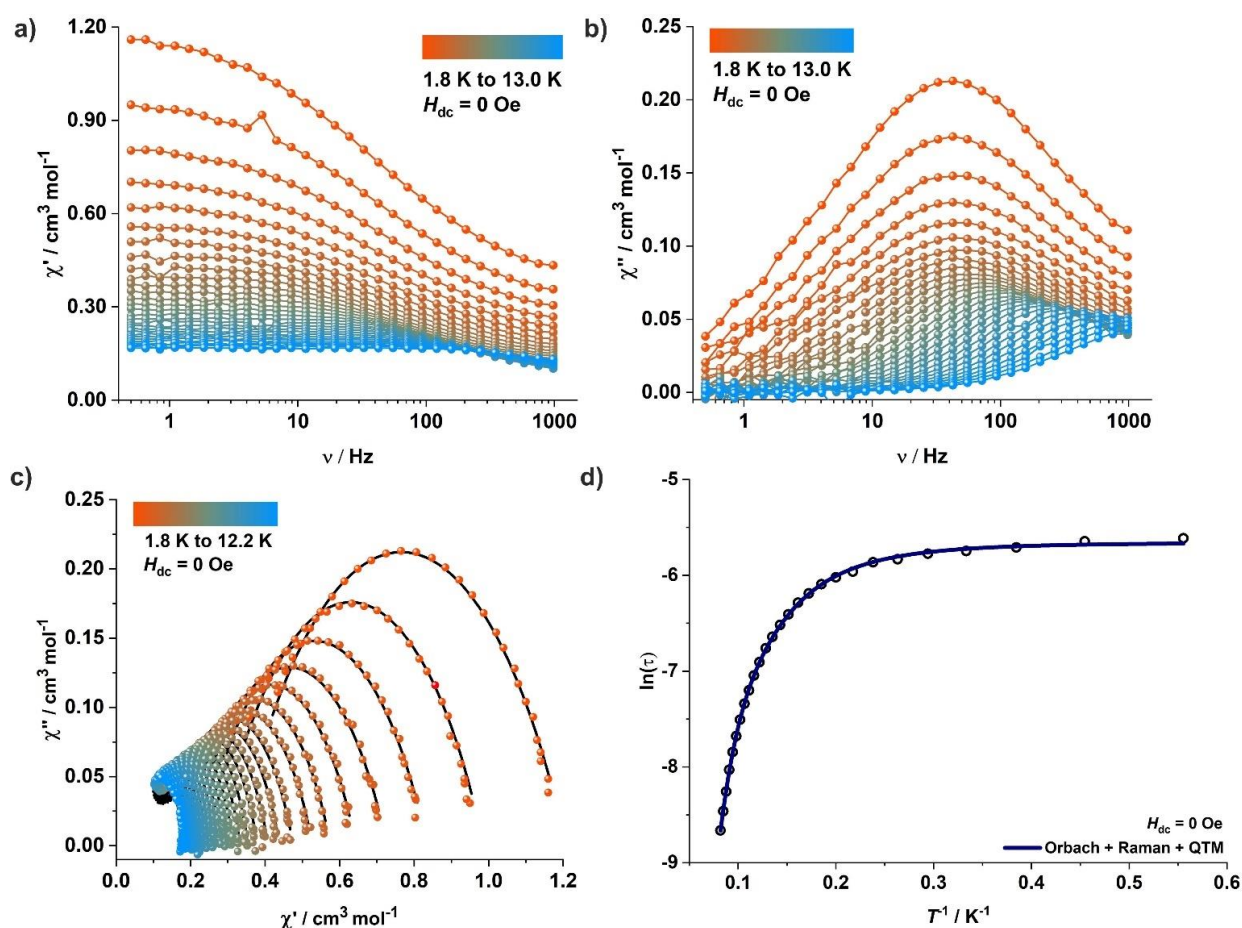 a)
χ' / cm³ mol⁻¹
1.20
0.90
0.60
0.30
0.00
1.8 K to 13.0 K
H_dc = 0 Oe
1
10
100
1000
ν / Hz
b)
χ'' / cm³ mol⁻¹
0.25
0.20
0.15
0.10
0.05
0.00
1.8 K to 13.0 K
H_dc = 0 Oe
1
10
100
1000
ν / Hz
c)
χ'' / cm³ mol⁻¹
0.25
0.20
0.15
0.10
0.05
0.00
1.8 K to 12.2 K
H_dc = 0 Oe
0.0
0.2
0.4
0.6
0.8
1.0
1.2
χ' / cm³ mol⁻¹
d)
ln(τ)
-5
-6
-7
-8
-9
H_dc = 0 Oe
Orbach + Raman + QTM
0.1
0.2
0.3
0.4
0.5
0.6
T⁻¹ / K⁻¹